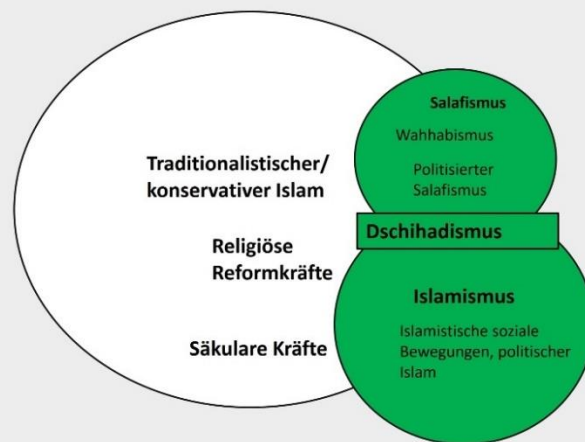 Salafismus
Wahhabismus
Politisierter
Salafismus
Traditionalistischer/
konservativer Islam
Dschihadismus
Religiöse
Reformkräfte
Islamismus
Islamistische soziale
Bewegungen, politischer
Islam
Säkulare Kräfte